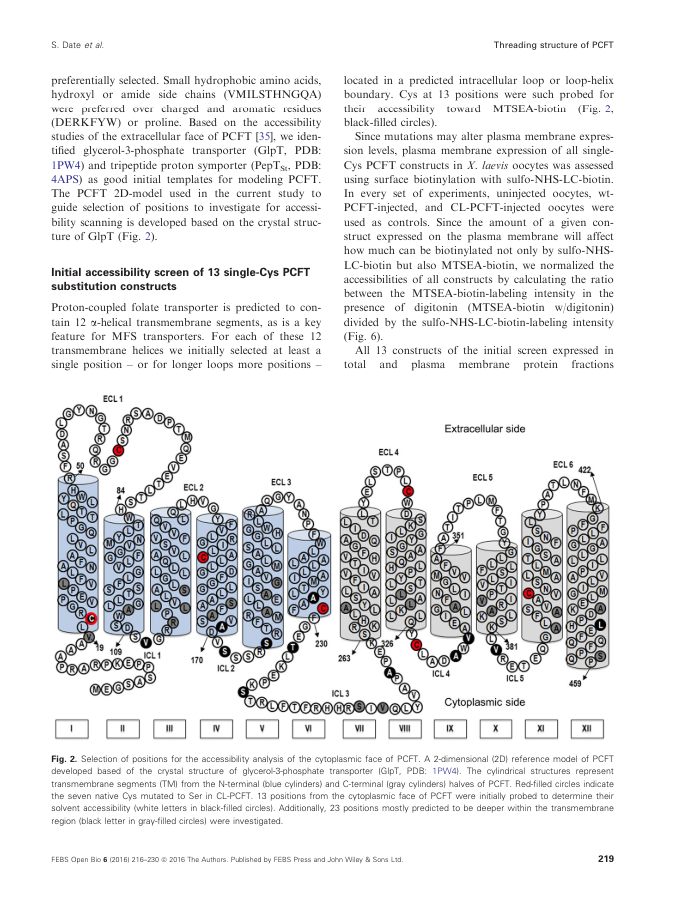 S. Date et al.
Threading structure of PCFT
preferentially selected. Small hydrophobic amino acids,
hydroxyl or amide side chains (VMILSTHNGQA)
were preferred over charged and aromatic residues
(DERKFYW) or proline. Based on the accessibility
studies of the extracellular face of PCFT [35], we iden-
tified glycerol-3-phosphate transporter (GlpT, PDB:
1PW4) and tripeptide proton symporter (PepTSt, PDB:
4APS) as good initial templates for modeling PCFT.
The PCFT 2D-model used in the current study to
guide selection of positions to investigate for accessi-
bility scanning is developed based on the crystal struc-
ture of GlpT (Fig. 2).
Initial accessibility screen of 13 single-Cys PCFT
substitution constructs
Proton-coupled folate transporter is predicted to con-
tain 12 α-helical transmembrane segments, as is a key
feature for MFS transporters. For each of these 12
transmembrane helices we initially selected at least a
single position – or for longer loops more positions –
located in a predicted intracellular loop or loop-helix
boundary. Cys at 13 positions were such probed for
their accessibility toward MTSEA-biotin (Fig. 2,
black-filled circles).
Since mutations may alter plasma membrane expres-
sion levels, plasma membrane expression of all single-
Cys PCFT constructs in X. laevis oocytes was assessed
using surface biotinylation with sulfo-NHS-LC-biotin.
In every set of experiments, uninjected oocytes, wt-
PCFT-injected, and CL-PCFT-injected oocytes were
used as controls. Since the amount of a given con-
struct expressed on the plasma membrane will affect
how much can be biotinylated not only by sulfo-NHS-
LC-biotin but also MTSEA-biotin, we normalized the
accessibilities of all constructs by calculating the ratio
between the MTSEA-biotin-labeling intensity in the
presence of digitonin (MTSEA-biotin w/digitonin)
divided by the sulfo-NHS-LC-biotin-labeling intensity
(Fig. 6).
All 13 constructs of the initial screen expressed in
total and plasma membrane protein fractions
ECL 1
Extracellular side
ECL 4
ECL 5
ECL 6
422
50
84
ECL 2
ECL 3
351
19
109
ICL 1
170
ICL 2
230
263
326
ICL 4
381
ICL 5
459
ICL 3
Cytoplasmic side
I
II
III
IV
V
VI
VII
VIII
IX
X
XI
XII
Fig. 2. Selection of positions for the accessibility analysis of the cytoplasmic face of PCFT. A 2-dimensional (2D) reference model of PCFT
developed based of the crystal structure of glycerol-3-phosphate transporter (GlpT, PDB: 1PW4). The cylindrical structures represent
transmembrane segments (TM) from the N-terminal (blue cylinders) and C-terminal (gray cylinders) halves of PCFT. Red-filled circles indicate
the seven native Cys mutated to Ser in CL-PCFT. 13 positions from the cytoplasmic face of PCFT were initially probed to determine their
solvent accessibility (white letters in black-filled circles). Additionally, 23 positions mostly predicted to be deeper within the transmembrane
region (black letter in gray-filled circles) were investigated.
FEBS Open Bio 6 (2016) 216–230 © 2016 The Authors. Published by FEBS Press and John Wiley & Sons Ltd.
219